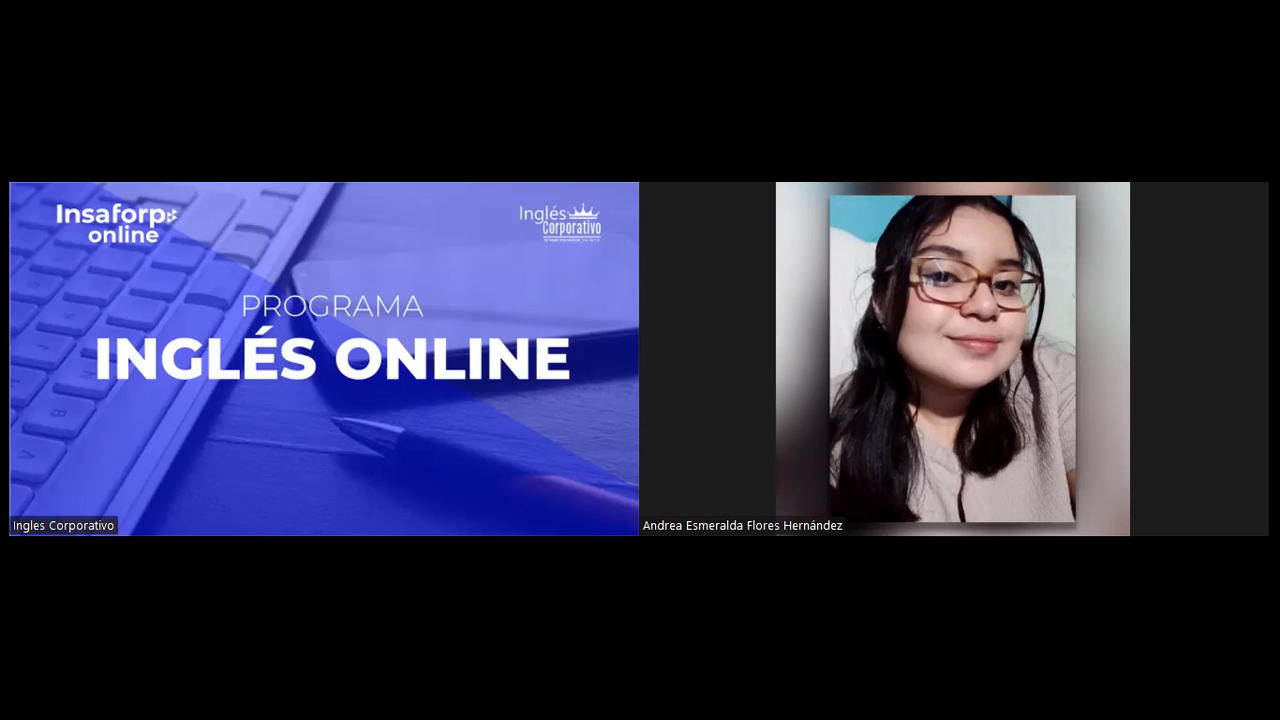 Insaforp
online
Inglés
Corporativo
PROGRAMA
INGLÉS ONLINE
Ingles Corporativo
Andrea Esmeralda Flores Hernández